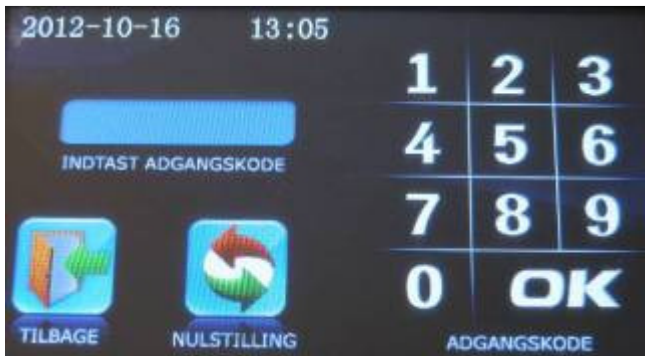 2012-10-16 13:05
INDTAST ADGANGSKODE
TILBAGE
NULSTILLING
1 2 3
4 5 6
7 8 9
0 OK
ADGANGSKODE